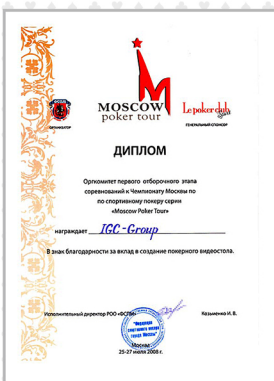 MOSCOW
poker tour
Le poker club
ОРГАНИЗАТОР
ГЕНЕРАЛЬНЫЙ СПОНСОР
ДИПЛОМ
Оргкомитет первого отборочного этапа
соревнований к Чемпионату Москвы по
по спортивному покеру серии
«Moscow Poker Tour»
награждает IGC-Group
В знак благодарности за вклад в создание покерного видеостола.
Исполнительный директор РОО «ФСПМ» Казьменко И. В.
Москва
25-27 июля 2008 г.